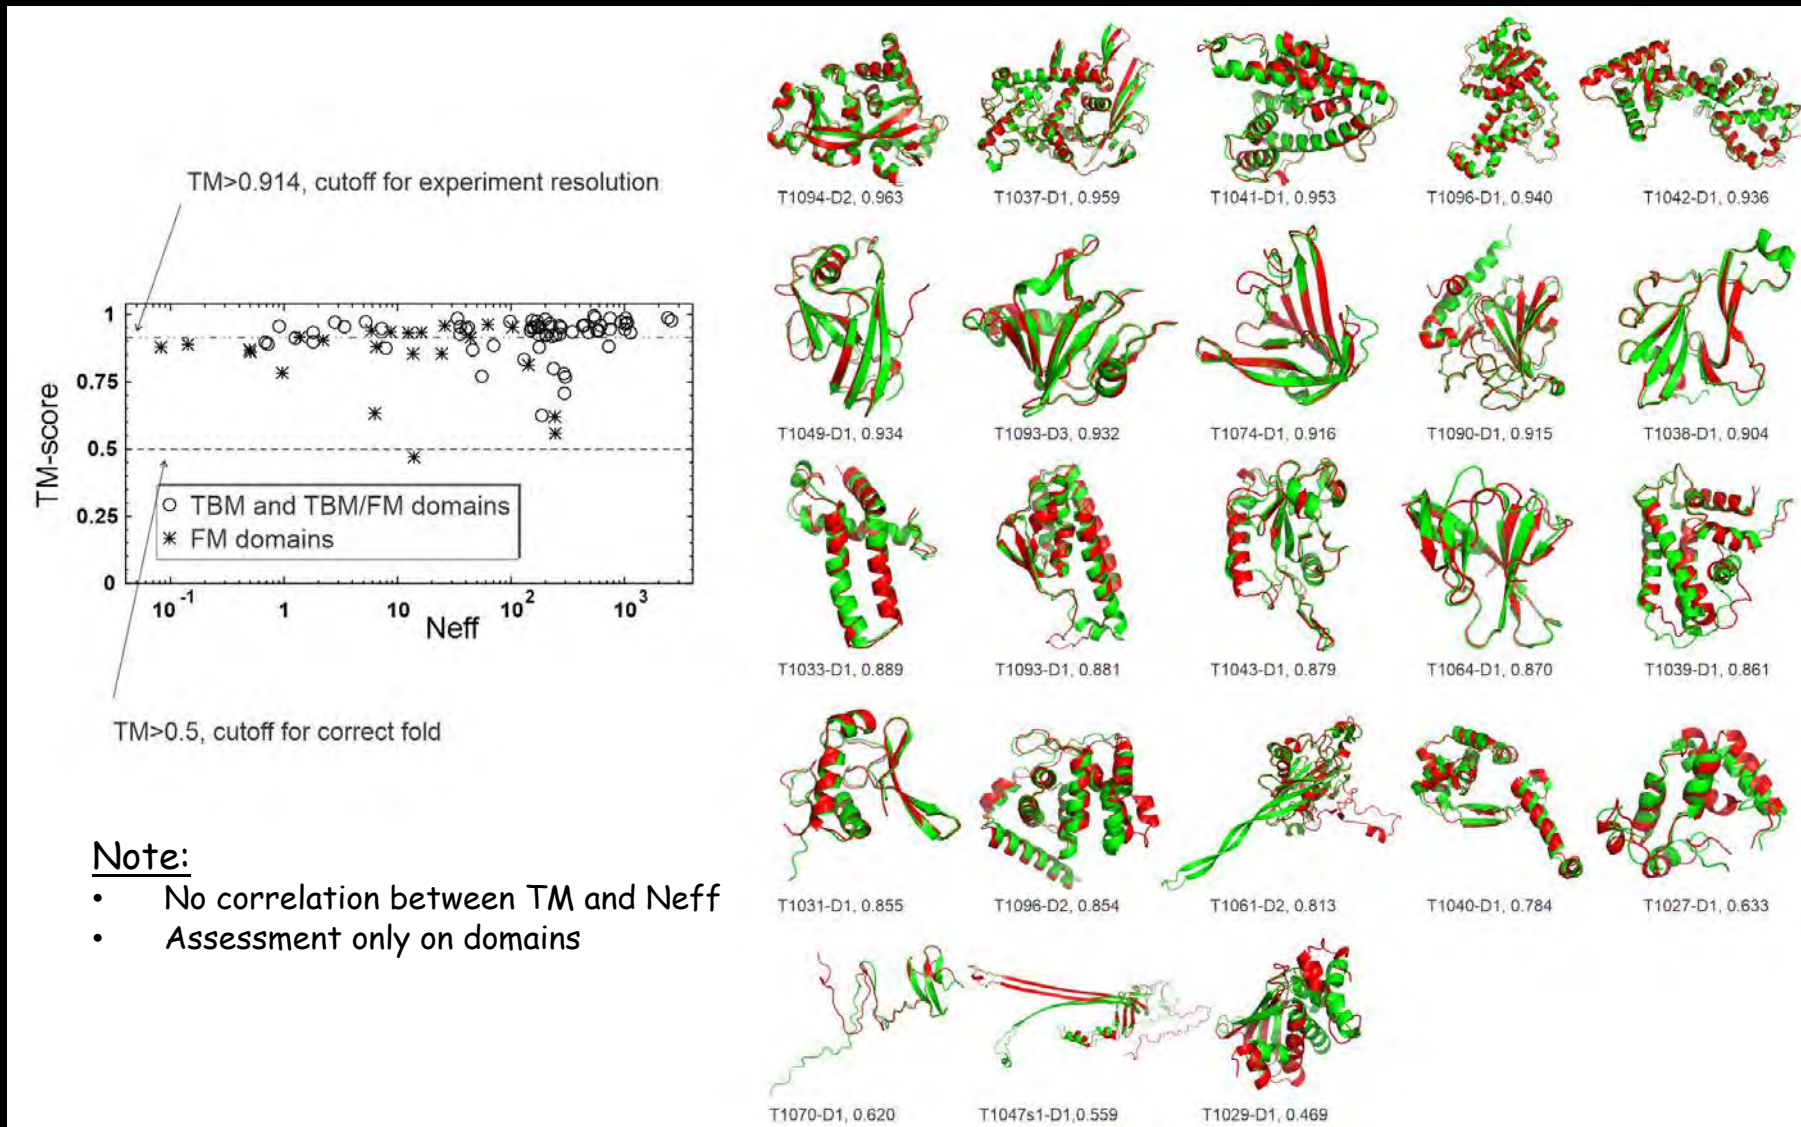 TM>0.914, cutoff for experiment resolution
1
0.75
0.5
0.25
0
TM-score
TBM and TBM/FM domains
FM domains
10⁻¹ 1 10 10² 10³
Neff
TM>0.5, cutoff for correct fold
Note:
• No correlation between TM and Neff
• Assessment only on domains
T1094-D2, 0.963 T1037-D1, 0.959 T1041-D1, 0.953 T1096-D1, 0.940 T1042-D1, 0.936
T1049-D1, 0.934 T1093-D3, 0.932 T1074-D1, 0.916 T1090-D1, 0.915 T1038-D1, 0.904
T1033-D1, 0.889 T1093-D1, 0.881 T1043-D1, 0.879 T1064-D1, 0.870 T1039-D1, 0.861
T1031-D1, 0.855 T1096-D2, 0.854 T1061-D2, 0.813 T1040-D1, 0.784 T1027-D1, 0.633
T1070-D1, 0.620 T1047s1-D1,0.559 T1029-D1, 0.469